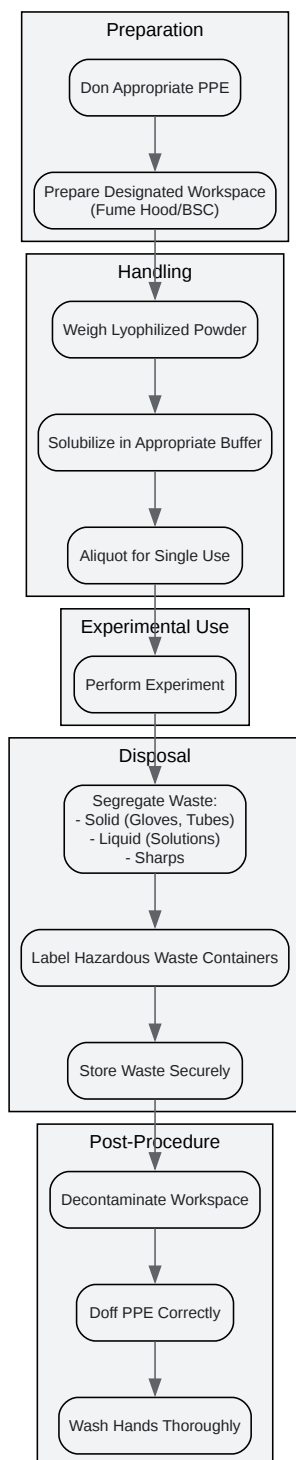 Preparation
Don Appropriate PPE
Prepare Designated Workspace
(Fume Hood/BSC)
Handling
Weigh Lyophilized Powder
Solubilize in Appropriate Buffer
Aliquot for Single Use
Experimental Use
Perform Experiment
Disposal
Segregate Waste:
- Solid (Gloves, Tubes)
- Liquid (Solutions)
- Sharps
Label Hazardous Waste Containers
Store Waste Securely
Post-Procedure
Decontaminate Workspace
Doff PPE Correctly
Wash Hands Thoroughly